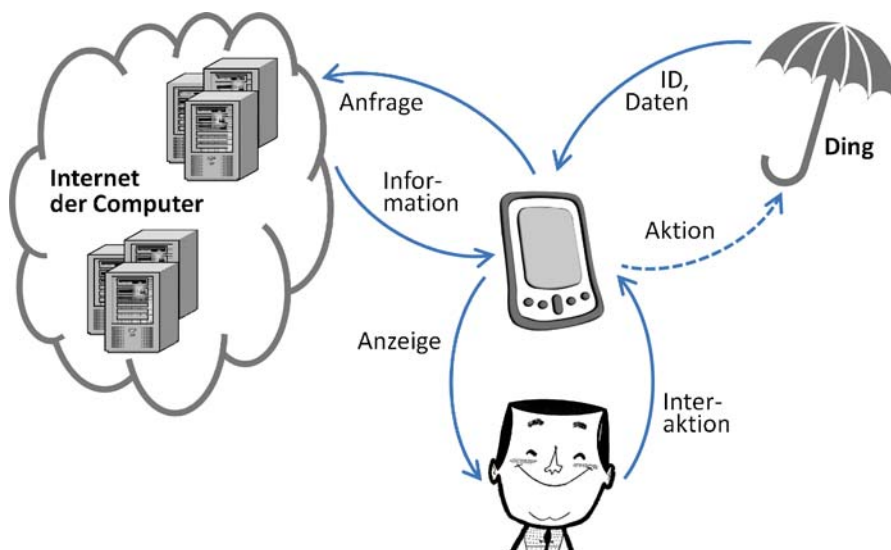 Anfrage
ID,
Daten
Ding
Internet
der Computer
Infor-
mation
Aktion
Anzeige
Inter-
aktion